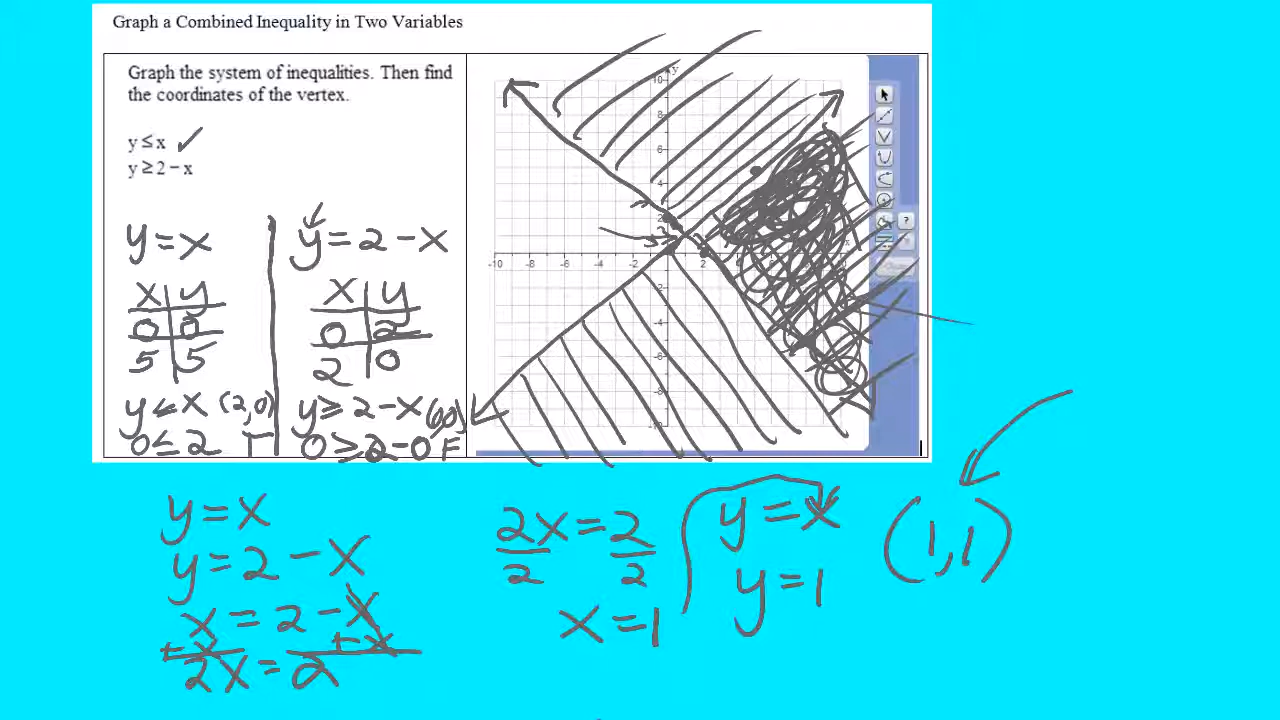 Graph a Combined Inequality in Two Variables
Graph the system of inequalities. Then find
the coordinates of the vertex.
y ≤ x ✓
y ≥ 2 − x
y = x
x y
0 0
5 5
y ≤ x (2,0)
0 ≤ 2 T
y = 2 − x
x y
0 2
2 0
y ≥ 2 − x (0,0)
0 ≥ 2 − 0 F
y
10
8
6
4
2
-10 -8 -6 -4 -2 2
x
-2
-4
-6
-8
?
y = x
y = 2 − x
x = 2 − x
+x +x
2x = 2
2x = 2
2 2
x = 1
y = x
y = 1
(1,1)